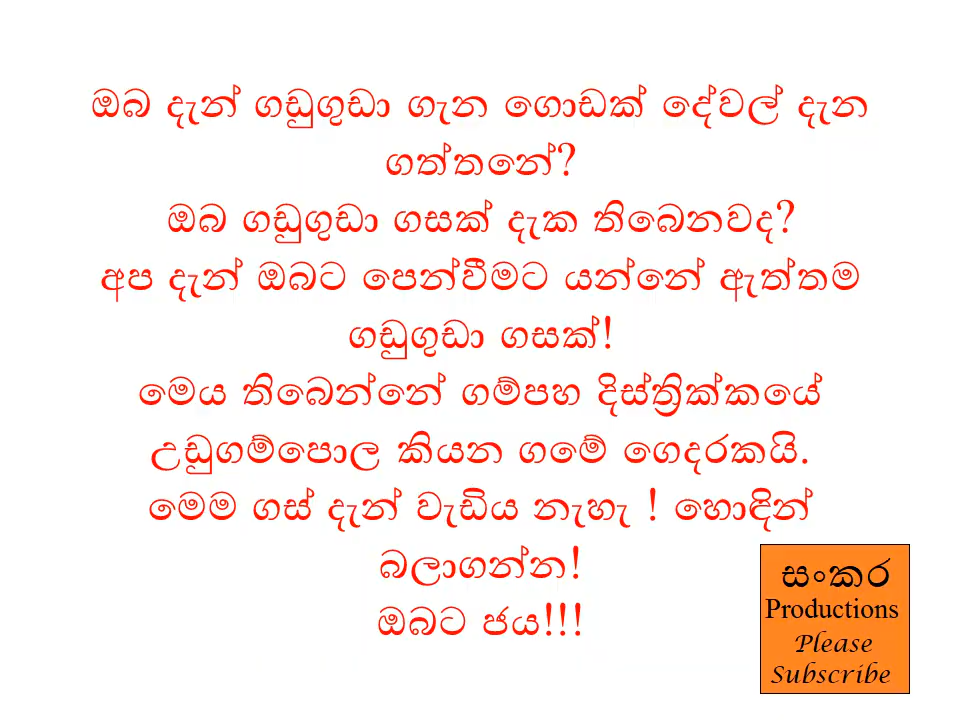 ඔබ දැන් ගඩුගුඩා ගැන ගොඩක් දේවල් දැන
ගත්තනේ?
ඔබ ගඩුගුඩා ගසක් දැක තිබෙනවද?
අප දැන් ඔබට පෙන්වීමට යන්නේ ඇත්තම
ගඩුගුඩා ගසක්!
මෙය තිබෙන්නේ ගම්පහ දිස්ත්‍රික්කයේ
උඩුගම්පොල කියන ගමේ ගෙදරකයි.
මෙම ගස් දැන් වැඩිය නැහැ ! හොඳින්
බලාගන්න!
ඔබට ජය!!!
සංකර
Productions
Please
Subscribe